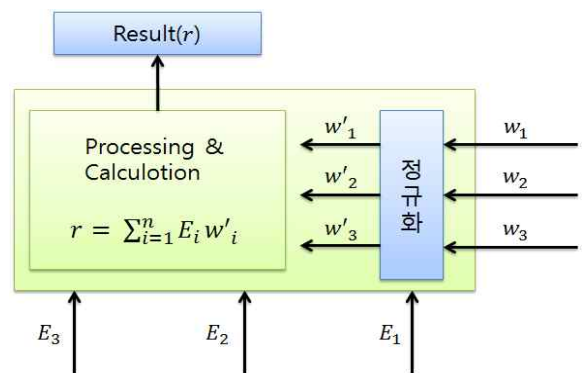 Result(r)
Processing &
Calculotion
r = ∑ⁿᵢ₌₁ Eᵢ w'ᵢ
w'₁
w'₂
w'₃
정
규
화
w₁
w₂
w₃
E₃
E₂
E₁